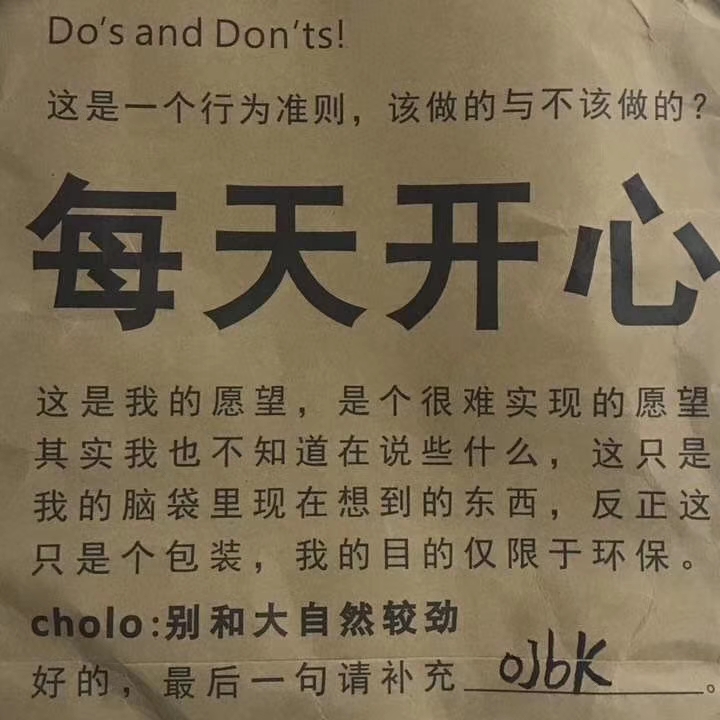 Do's and Don'ts!
这是一个行为准则，该做的与不该做的？
每天开心
这是我的愿望，是个很难实现的愿望
其实我也不知道在说些什么，这只是
我的脑袋里现在想到的东西，反正这
只是个包装，我的目的仅限于环保。
cholo:别和大自然较劲
好的，最后一句请补充 ojbk 。